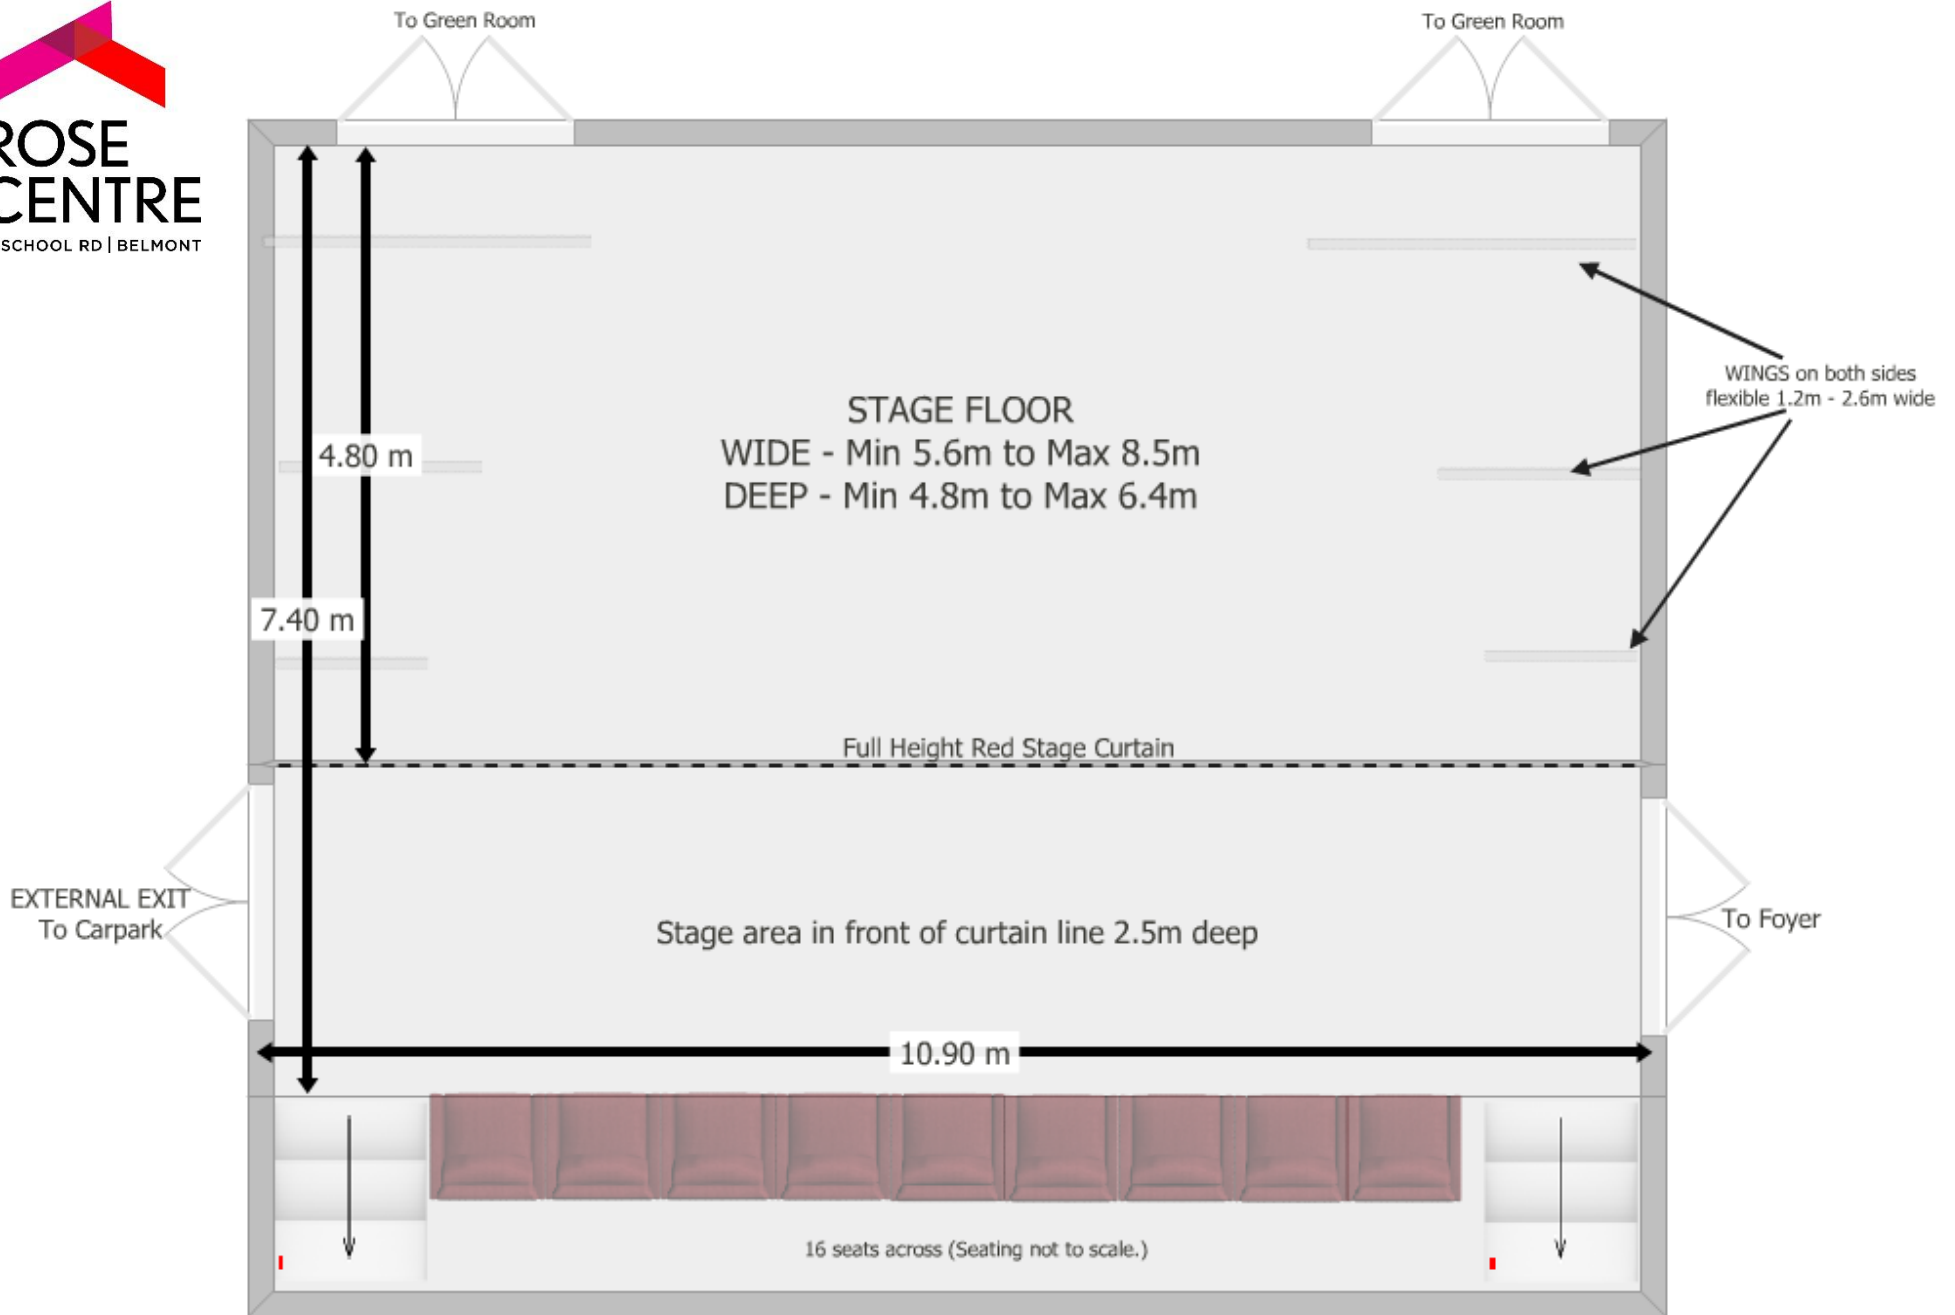 To Green Room
To Green Room
ROSE
CENTRE
SCHOOL RD | BELMONT
WINGS on both sides
flexible 1.2m - 2.6m wide
STAGE FLOOR
WIDE - Min 5.6m to Max 8.5m
DEEP - Min 4.8m to Max 6.4m
4.80 m
7.40 m
Full Height Red Stage Curtain
EXTERNAL EXIT
To Carpark
Stage area in front of curtain line 2.5m deep
To Foyer
10.90 m
16 seats across (Seating not to scale.)